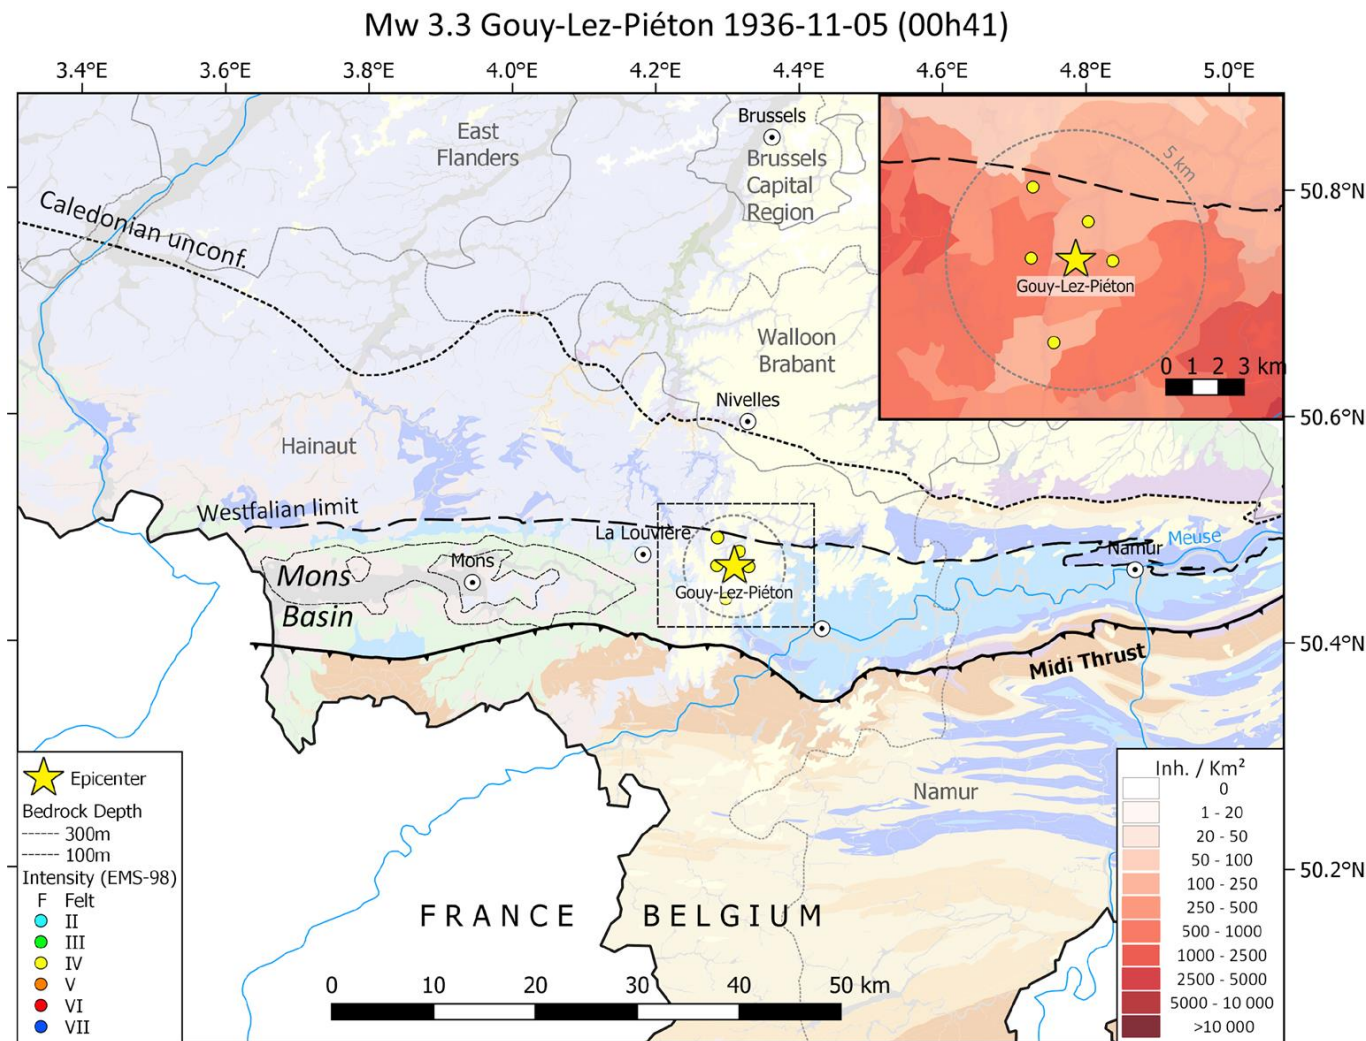 Mw 3.3 Gouy-Lez-Piéton 1936-11-05 (00h41)
3.4°E 3.6°E 3.8°E 4.0°E 4.2°E 4.4°E 4.6°E 4.8°E 5.0°E
50.8°N
50.6°N
50.4°N
50.2°N
East
Flanders
Brussels
Brussels
Capital
Region
Caledonian unconf.
Walloon
Brabant
Nivelles
Hainaut
Westfalian limit
La Louvière
Mons
Mons
Basin
Gouy-Lez-Piéton
Namur
Meuse
Midi Thrust
Namur
FRANCE
BELGIUM
0 10 20 30 40 50 km
5 km
Gouy-Lez-Piéton
0 1 2 3 km
Epicenter
Bedrock Depth
300m
100m
Intensity (EMS-98)
F Felt
II
III
IV
V
VI
VII
Inh. / Km²
0
1 - 20
20 - 50
50 - 100
100 - 250
250 - 500
500 - 1000
1000 - 2500
2500 - 5000
5000 - 10 000
>10 000